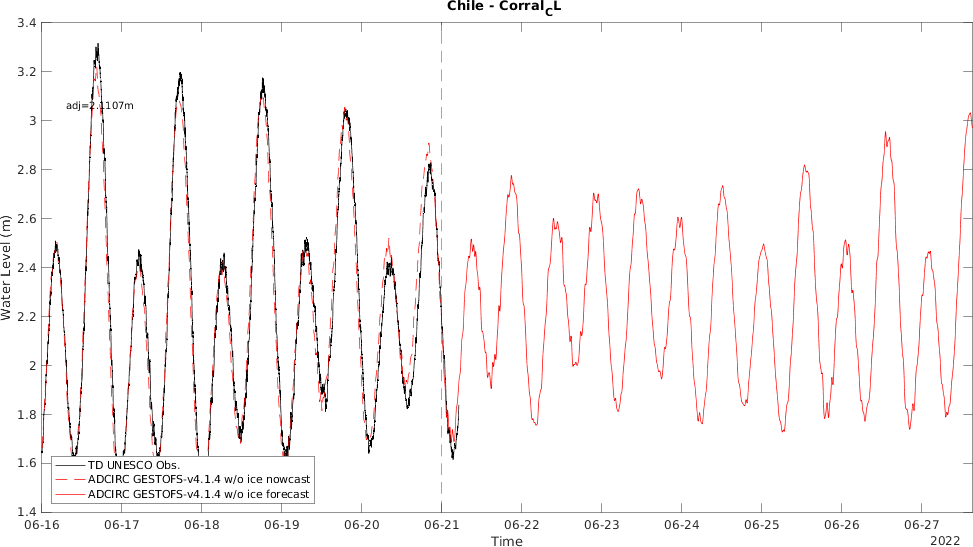 Chile - CorralCL
3.4
3.2
3
2.8
2.6
2.4
2.2
2
1.8
1.6
1.4
Water Level (m)
adj=2.1107m
TD UNESCO Obs.
ADCIRC GESTOFS-v4.1.4 w/o ice nowcast
ADCIRC GESTOFS-v4.1.4 w/o ice forecast
06-16 06-17 06-18 06-19 06-20 06-21 06-22 06-23 06-24 06-25 06-26 06-27
Time
2022